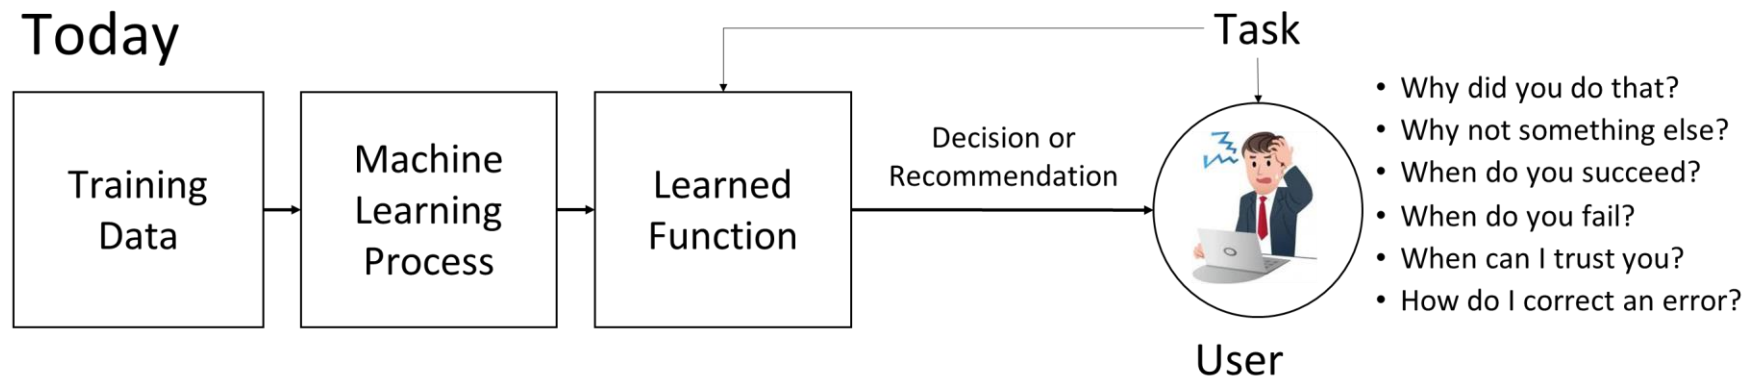 Today
Task
Training
Data
Machine
Learning
Process
Learned
Function
Decision or
Recommendation
• Why did you do that?
• Why not something else?
• When do you succeed?
• When do you fail?
• When can I trust you?
• How do I correct an error?
User